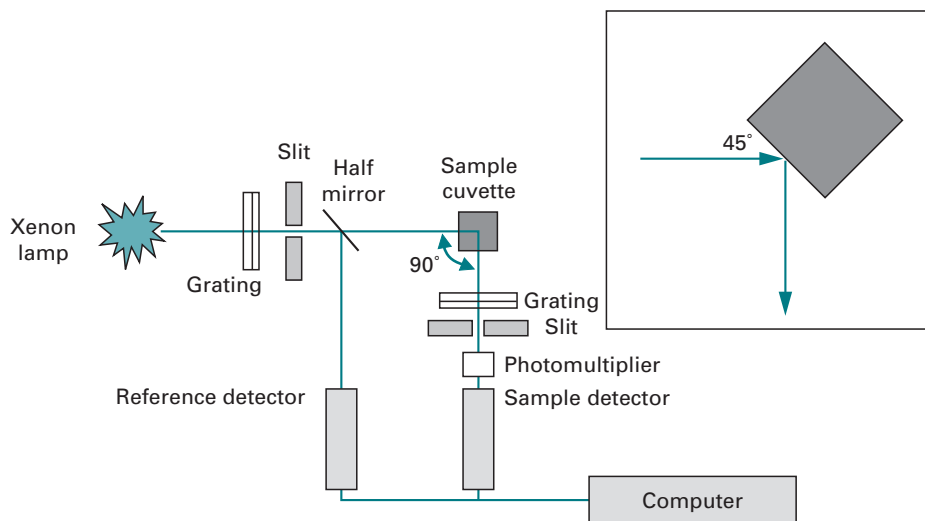 Xenon
lamp
Grating
Slit
Half
mirror
Sample
cuvette
90°
45°
Grating
Slit
Photomultiplier
Reference detector
Sample detector
Computer